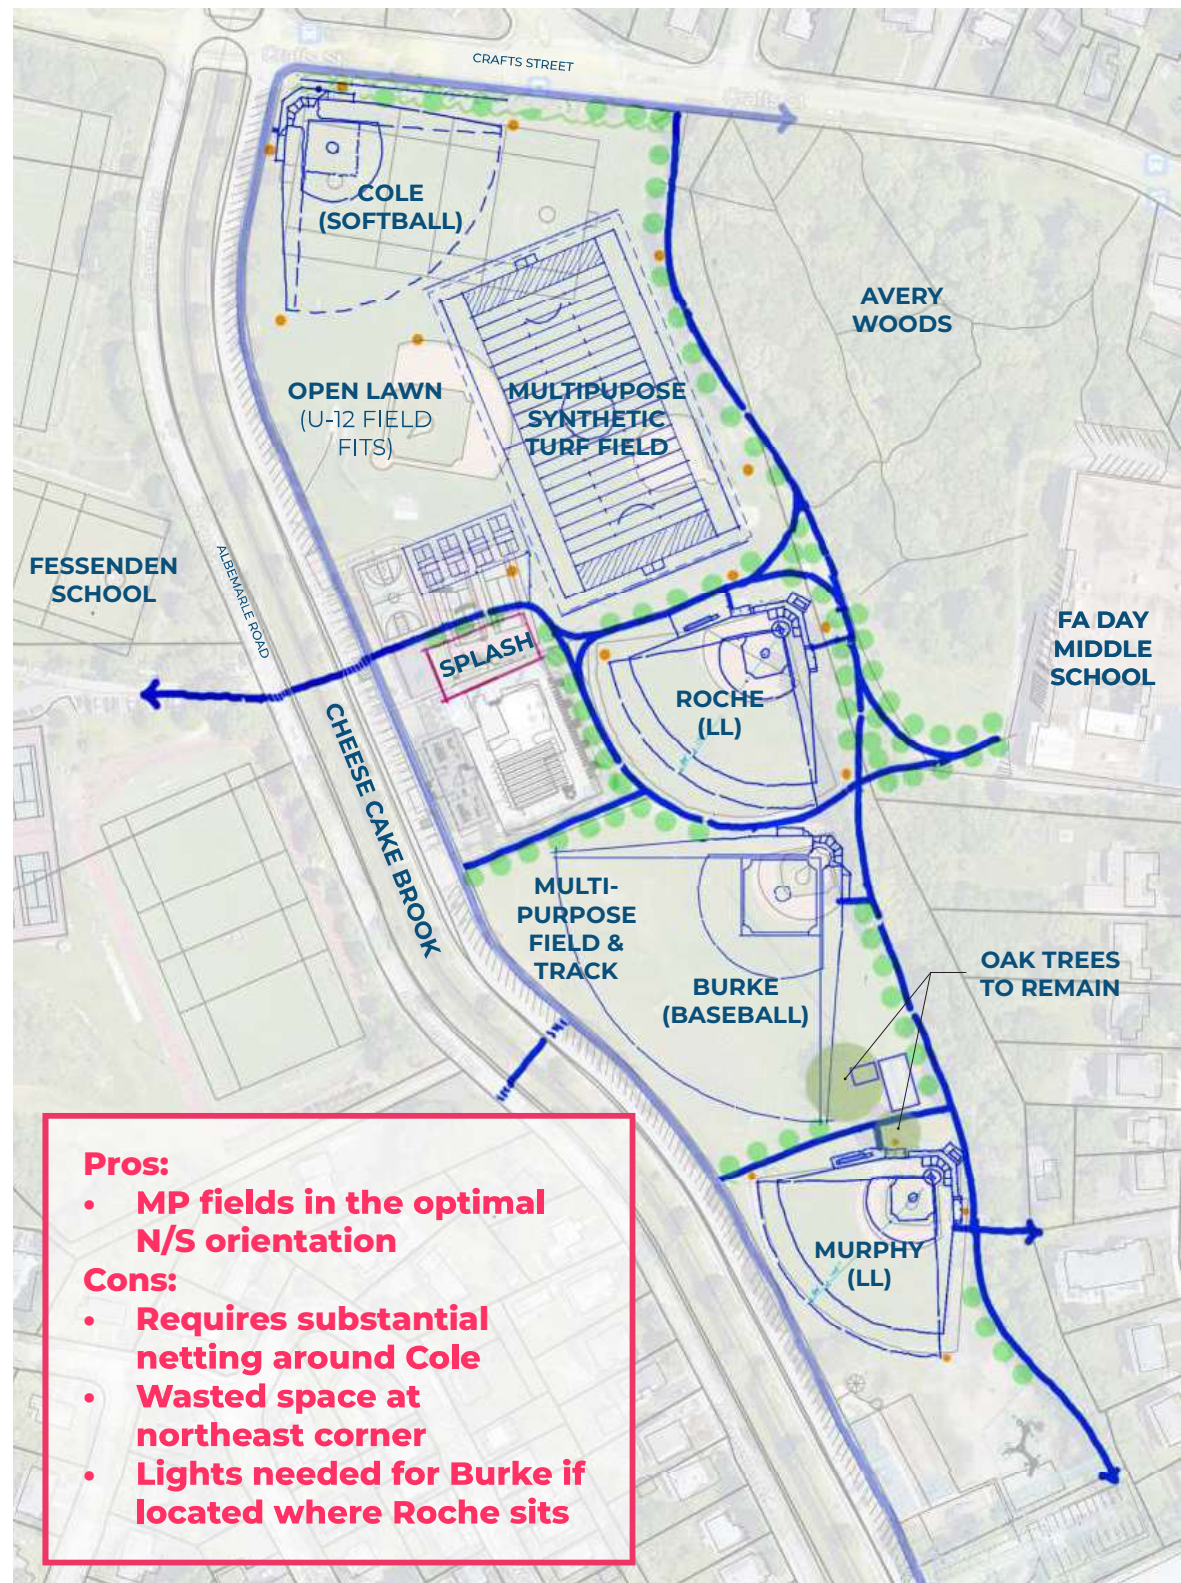 CRAFTS STREET
COLE
(SOFTBALL)
AVERY
WOODS
OPEN LAWN
(U-12 FIELD
FITS)
MULTIPUPOSE
SYNTHETIC
TURF FIELD
FESSENDEN
SCHOOL
ALBEMARLE ROAD
FA DAY
MIDDLE
SCHOOL
SPLASH
ROCHE
(LL)
CHEESE CAKE BROOK
MULTI-
PURPOSE
FIELD &
TRACK
BURKE
(BASEBALL)
OAK TREES
TO REMAIN
MURPHY
(LL)
Pros:
• MP fields in the optimal
N/S orientation
Cons:
• Requires substantial
netting around Cole
• Wasted space at
northeast corner
• Lights needed for Burke if
located where Roche sits